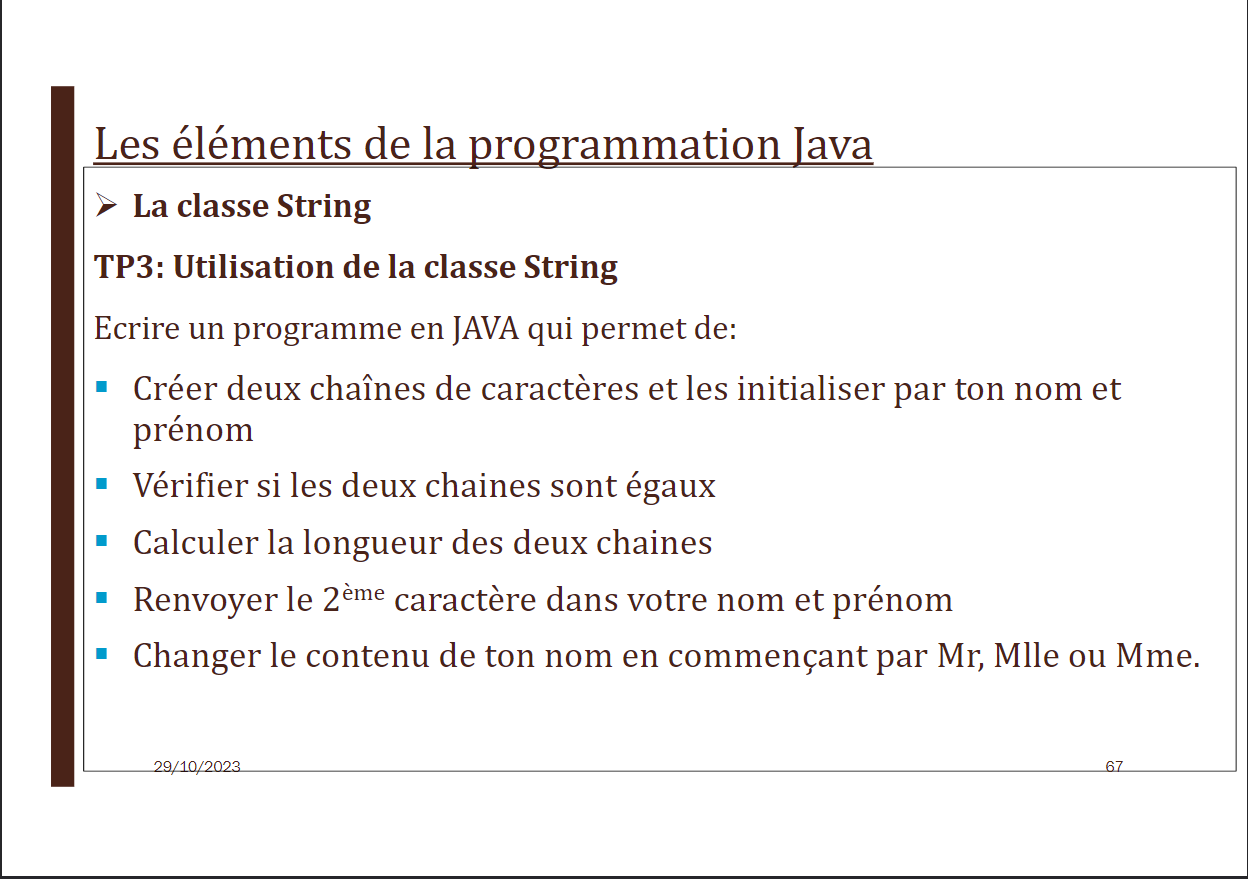 Les éléments de la programmation Java
La classe String
TP3: Utilisation de la classe String
Ecrire un programme en JAVA qui permet de:
Créer deux chaînes de caractères et les initialiser par ton nom et
prénom
Vérifier si les deux chaines sont égaux
Calculer la longueur des deux chaines
Renvoyer le 2ème caractère dans votre nom et prénom
Changer le contenu de ton nom en commençant par Mr, Mlle ou Mme.
29/10/2023
67